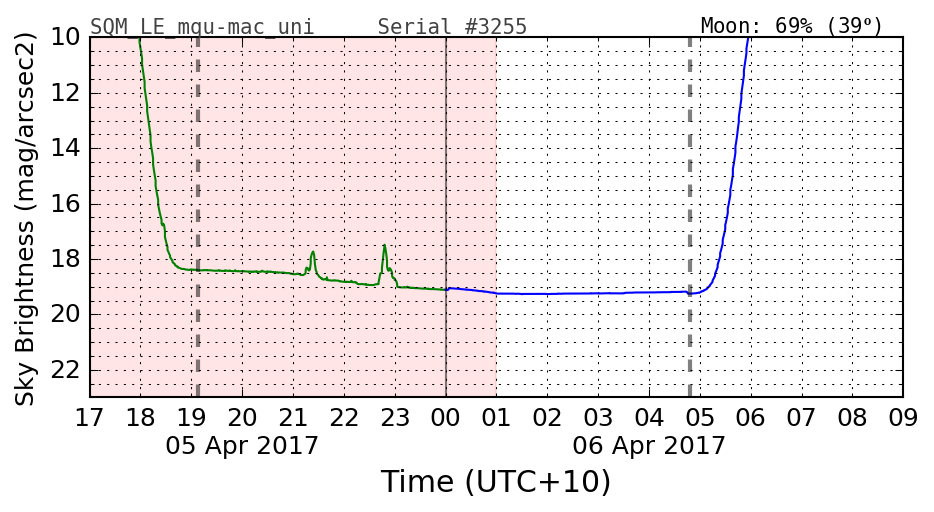 SQM_LE_mqu-mac_uni Serial #3255 Moon: 69% (39º)
Sky Brightness (mag/arcsec2)
10
12
14
16
18
20
22
17 18 19 20 21 22 23 00 01 02 03 04 05 06 07 08 09
05 Apr 2017 06 Apr 2017
Time (UTC+10)